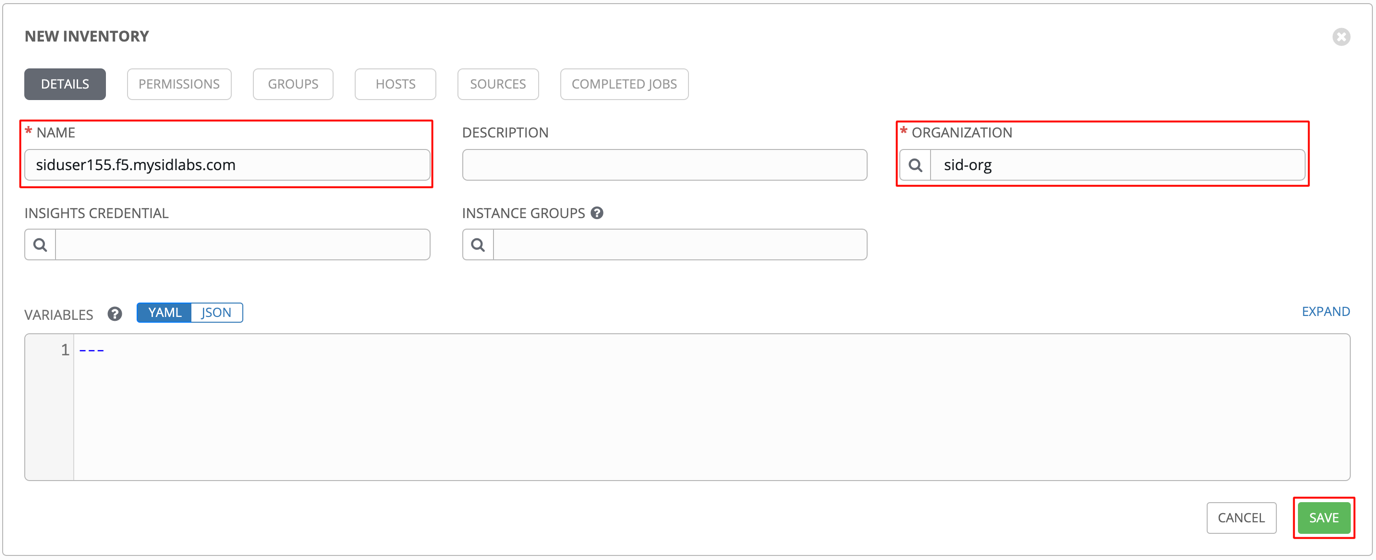 NEW INVENTORY
DETAILS PERMISSIONS GROUPS HOSTS SOURCES COMPLETED JOBS
* NAME DESCRIPTION * ORGANIZATION
siduser155.f5.mysidlabs.com sid-org
INSIGHTS CREDENTIAL INSTANCE GROUPS ?
VARIABLES ? YAML JSON EXPAND
1 ---
CANCEL SAVE